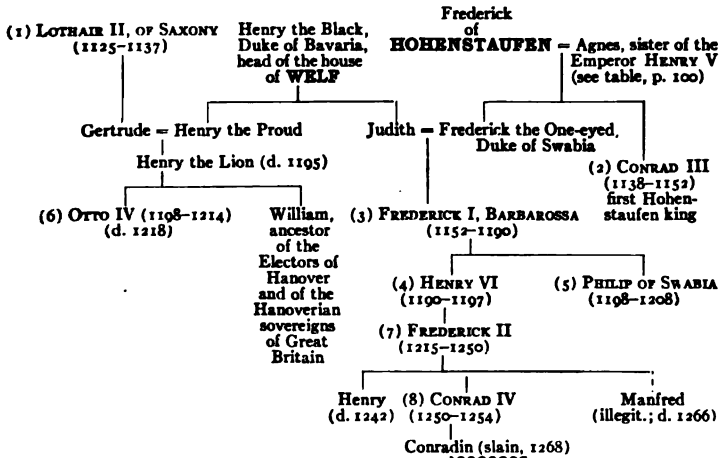 (1) LOTHAIR II, OF SAXONY
(1125–1137)
Henry the Black,
Duke of Bavaria,
head of the house
of WELF
Frederick
of
HOHENSTAUFEN = Agnes, sister of the
Emperor HENRY V
(see table, p. 100)
Gertrude = Henry the Proud
Judith = Frederick the One-eyed,
Duke of Swabia
Henry the Lion (d. 1195)
(2) CONRAD III
(1138–1152)
first Hohen-
staufen king
(6) OTTO IV (1198–1214)
(d. 1218)
William,
ancestor
of the
Electors of
Hanover
and of the
Hanoverian
sovereigns
of Great
Britain
(3) FREDERICK I, BARBAROSSA
(1152–1190)
(4) HENRY VI
(1190–1197)
(5) PHILIP OF SWABIA
(1198–1208)
(7) FREDERICK II
(1215–1250)
Henry
(d. 1242)
(8) CONRAD IV
(1250–1254)
Manfred
(illegit.; d. 1266)
Conradin (slain, 1268)